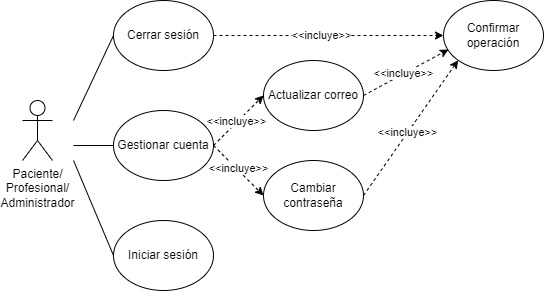 Cerrar sesión
<<incluye>>
Confirmar
operación
Actualizar correo
<<incluye>>
<<incluye>>
Gestionar cuenta
<<incluye>>
<<incluye>>
Cambiar
contraseña
Paciente/
Profesional/
Administrador
Iniciar sesión